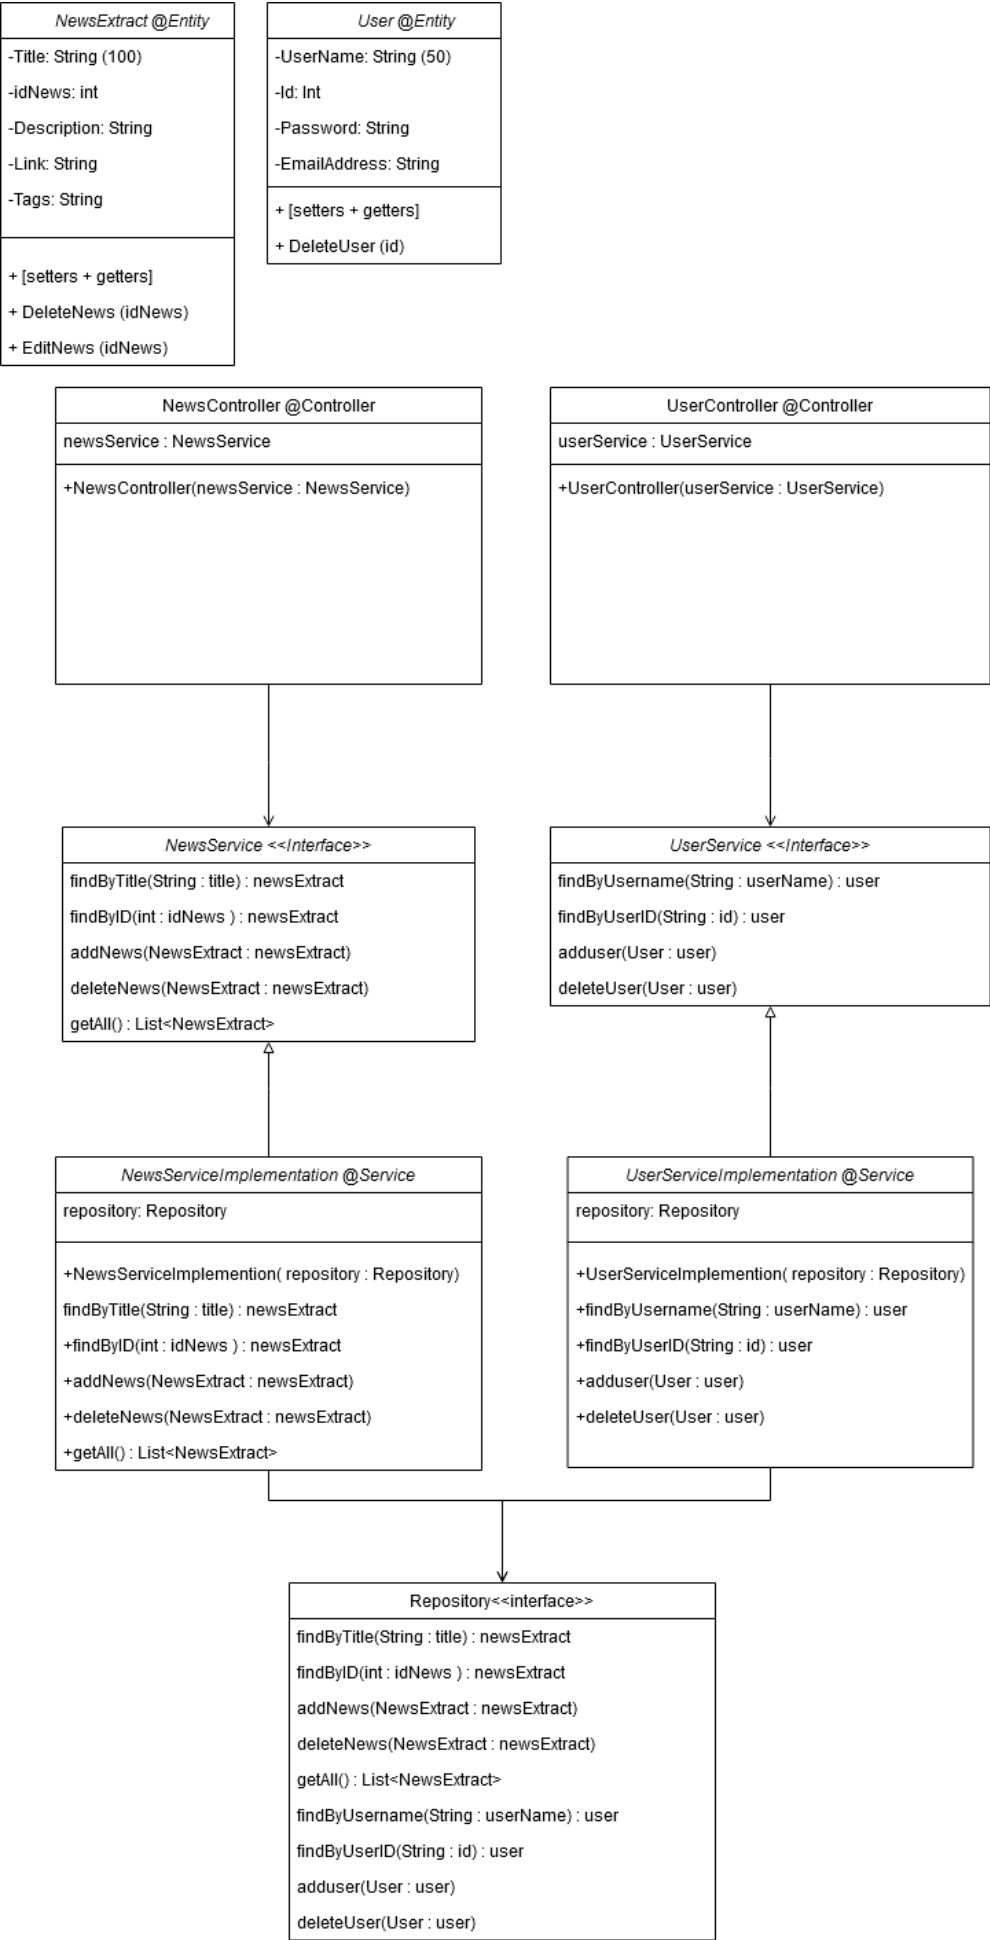 NewsExtract @Entity
-Title: String (100)
-idNews: int
-Description: String
-Link: String
-Tags: String
+ [setters + getters]
+ DeleteNews (idNews)
+ EditNews (idNews)
User @Entity
-UserName: String (50)
-Id: Int
-Password: String
-EmailAddress: String
+ [setters + getters]
+ DeleteUser (id)
NewsController @Controller
newsService : NewsService
+NewsController(newsService : NewsService)
UserController @Controller
userService : UserService
+UserController(userService : UserService)
NewsService <<Interface>>
findByTitle(String : title) : newsExtract
findByID(int : idNews ) : newsExtract
addNews(NewsExtract : newsExtract)
deleteNews(NewsExtract : newsExtract)
getAll() : List<NewsExtract>
UserService <<Interface>>
findByUsername(String : userName) : user
findByUserID(String : id) : user
adduser(User : user)
deleteUser(User : user)
NewsServiceImplementation @Service
repository: Repository
+NewsServiceImplemention( repository : Repository)
findByTitle(String : title) : newsExtract
+findByID(int : idNews ) : newsExtract
+addNews(NewsExtract : newsExtract)
+deleteNews(NewsExtract : newsExtract)
+getAll() : List<NewsExtract>
UserServiceImplementation @Service
repository: Repository
+UserServiceImplemention( repository : Repository)
+findByUsername(String : userName) : user
+findByUserID(String : id) : user
+adduser(User : user)
+deleteUser(User : user)
Repository<<interface>>
findByTitle(String : title) : newsExtract
findByID(int : idNews ) : newsExtract
addNews(NewsExtract : newsExtract)
deleteNews(NewsExtract : newsExtract)
getAll() : List<NewsExtract>
findByUsername(String : userName) : user
findByUserID(String : id) : user
adduser(User : user)
deleteUser(User : user)